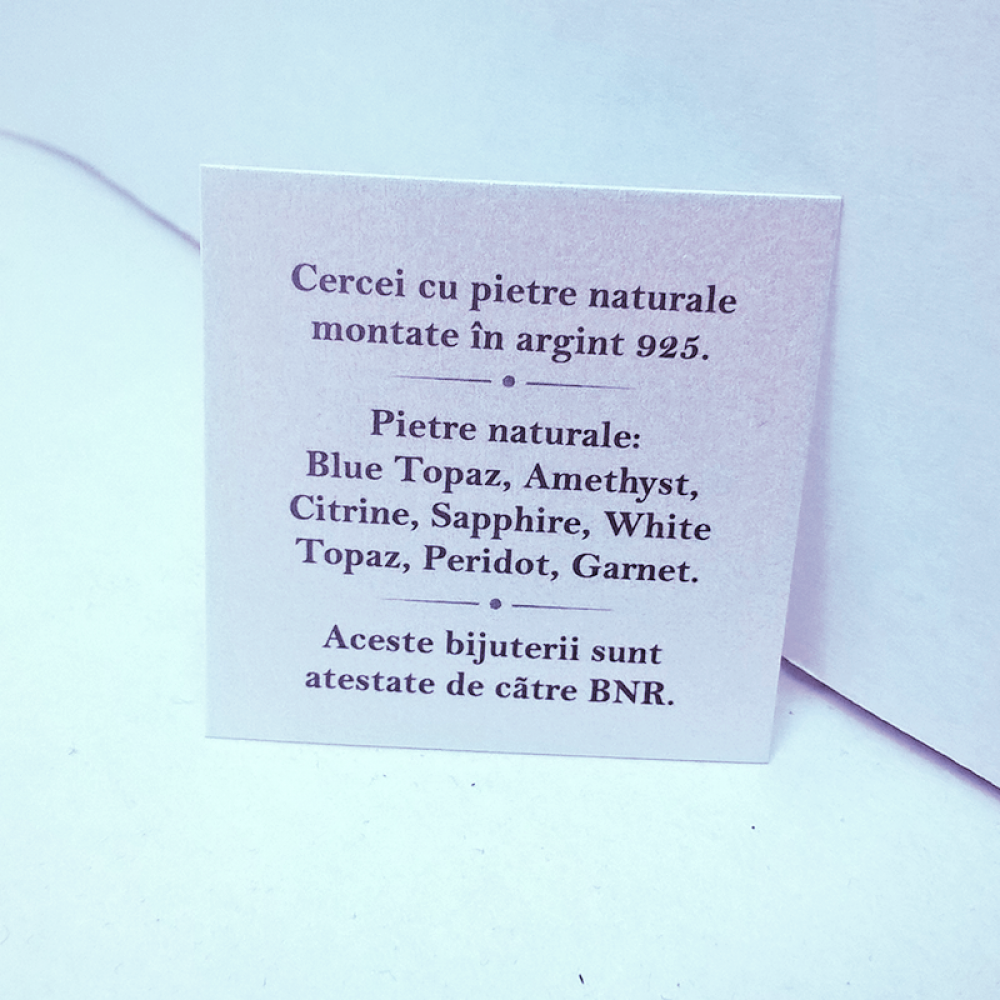 Cercei cu pietre naturale
montate în argint 925.
Pietre naturale:
Blue Topaz, Amethyst,
Citrine, Sapphire, White
Topaz, Peridot, Garnet.
Aceste bijuterii sunt
atestate de cãtre BNR.